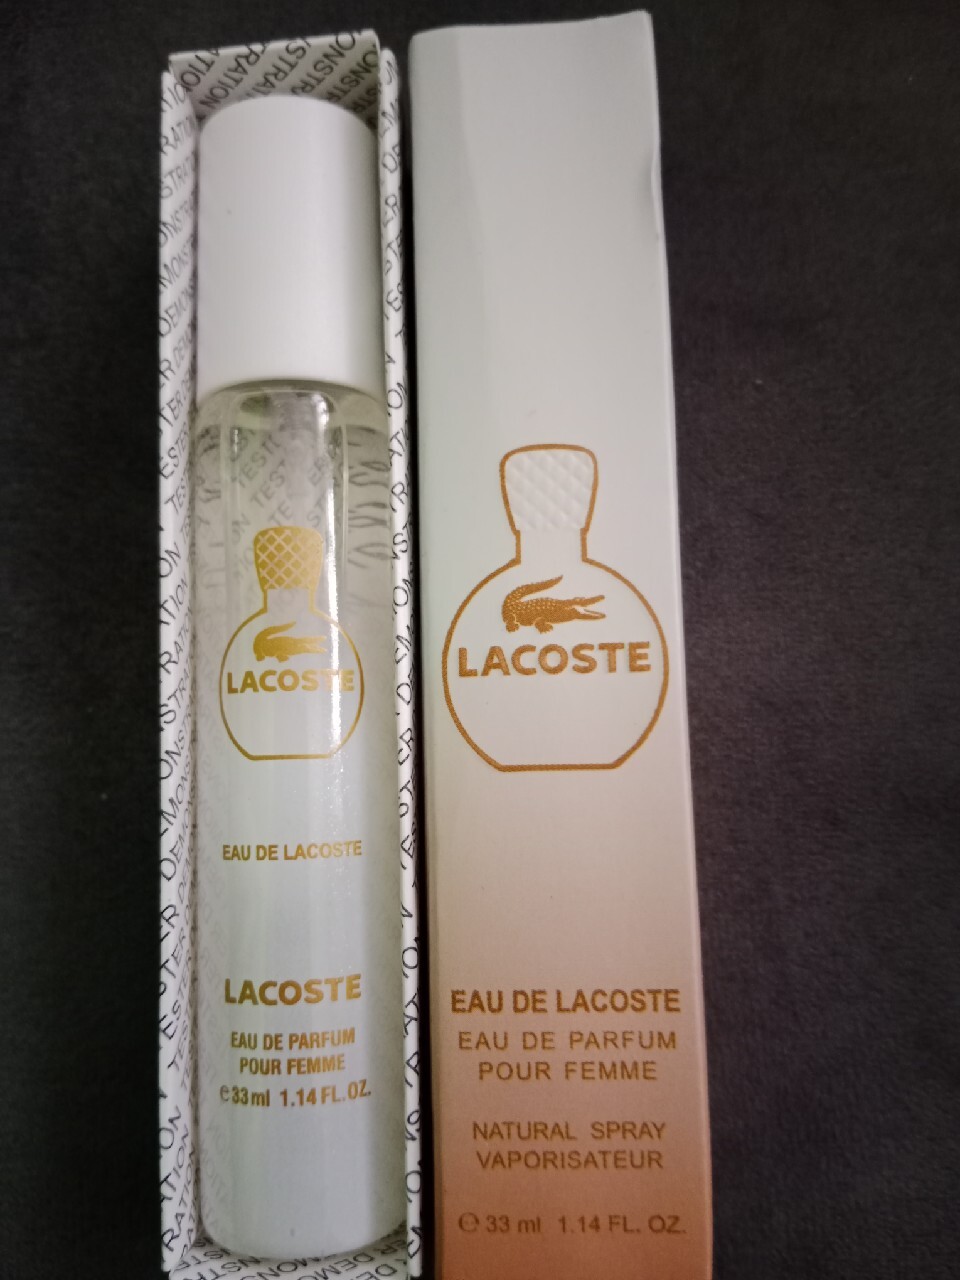 LACOSTE
EAU DE LACOSTE
LACOSTE
EAU DE PARFUM
POUR FEMME
℮33ml 1.14 FL.OZ.
LACOSTE
EAU DE LACOSTE
EAU DE PARFUM
POUR FEMME
NATURAL SPRAY
VAPORISATEUR
℮ 33 ml 1.14 FL. OZ.